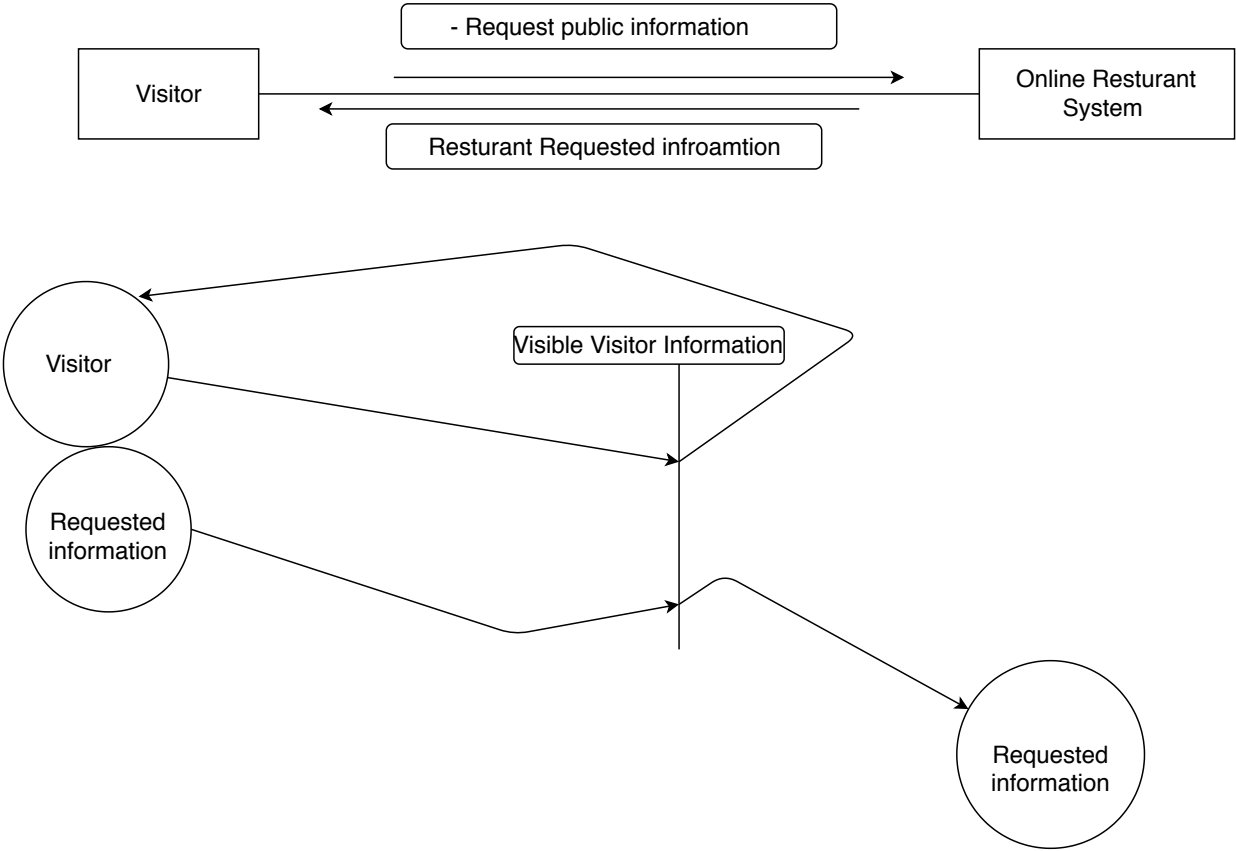 - Request public information
Visitor
Online Resturant
System
Resturant Requested infroamtion
Visible Visitor Information
Visitor
Requested
information
Requested
information